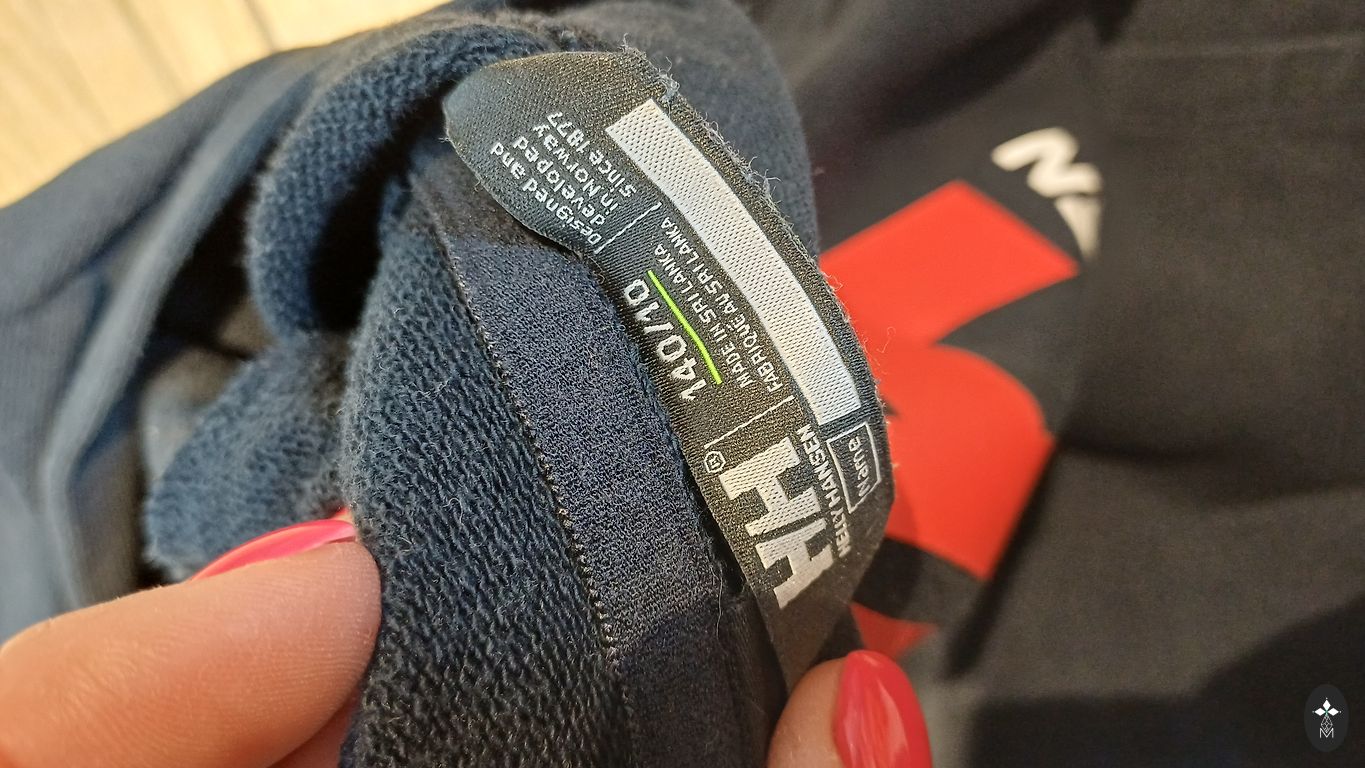 HH
HELLY HANSEN
®
140/10
MADE IN SRI LANKA
FABRIQUÉ AU SRI LANKA
Designed and
developed
in Norway
since 1877
Name
M